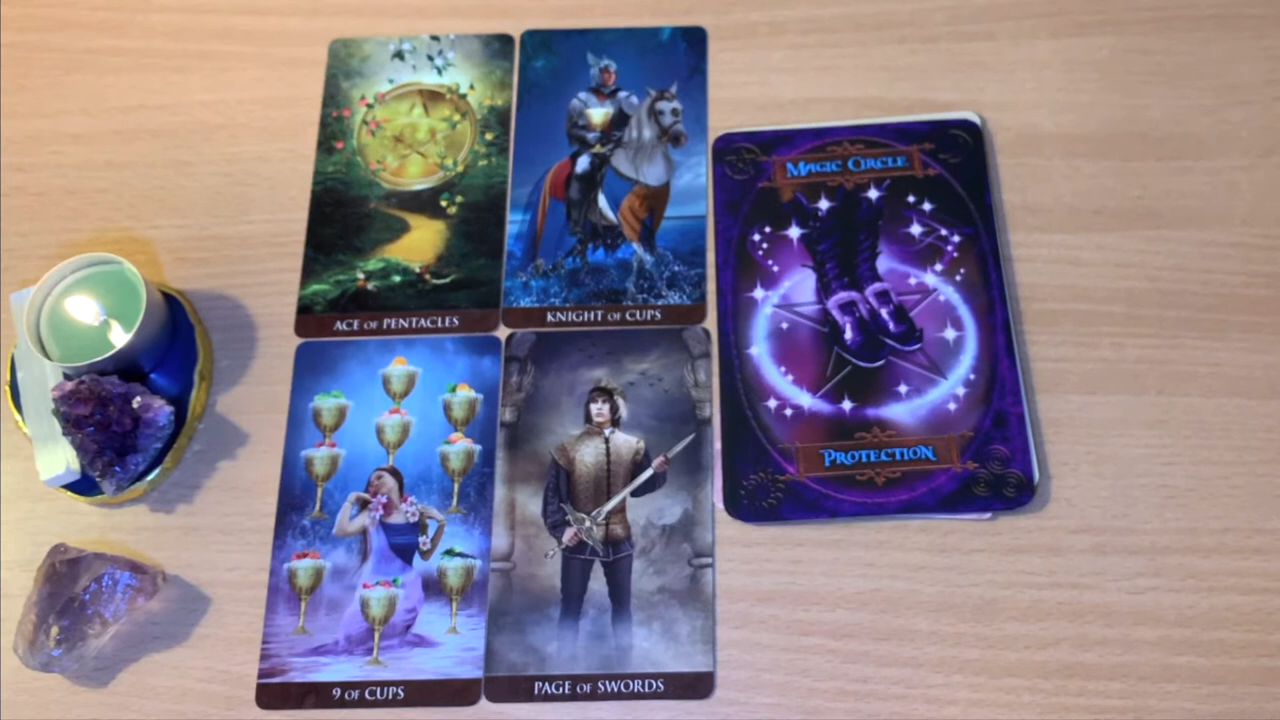 ACE OF PENTACLES
KNIGHT OF CUPS
MAGIC CIRCLE
PROTECTION
9 OF CUPS
PAGE OF SWORDS